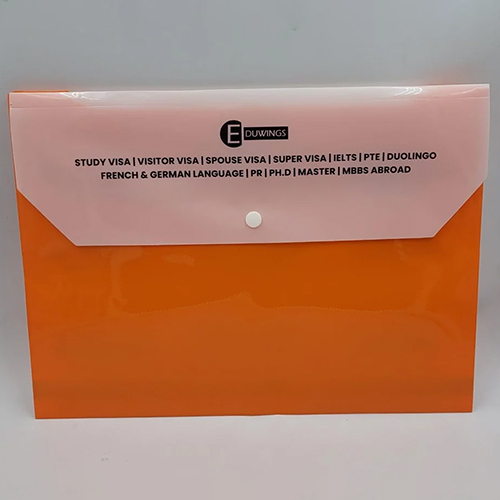 E DUWINGS
STUDY VISA | VISITOR VISA | SPOUSE VISA | SUPER VISA | IELTS | PTE | DUOLINGO
FRENCH & GERMAN LANGUAGE | PR | PH.D | MASTER | MBBS ABROAD